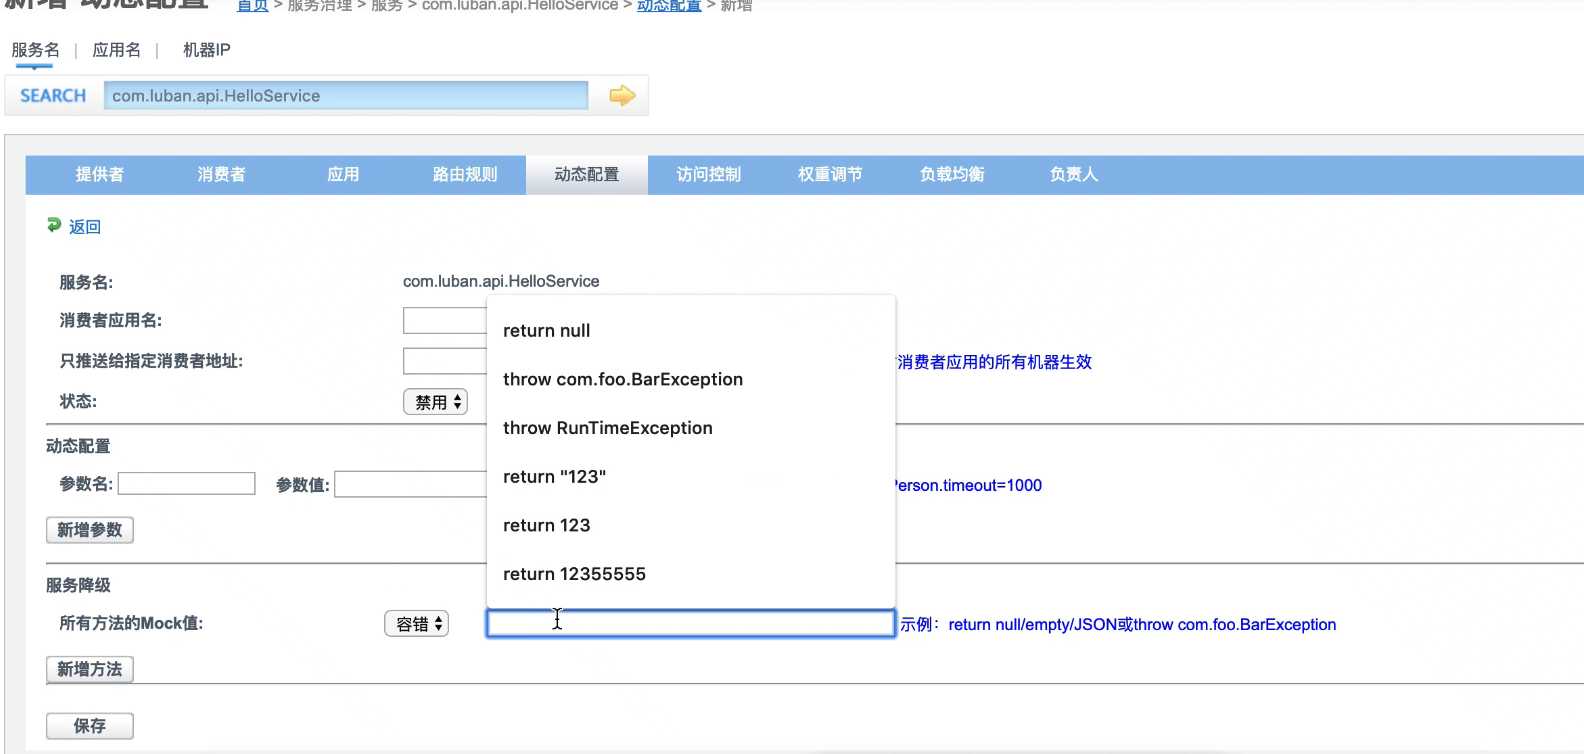 新增 动态配置 首页 > 服务治理 > 服务 > com.luban.api.HelloService > 动态配置 > 新增
服务名 | 应用名 | 机器IP
SEARCH com.luban.api.HelloService
提供者 消费者 应用 路由规则 动态配置 访问控制 权重调节 负载均衡 负责人
返回
服务名: com.luban.api.HelloService
消费者应用名:
return null
只推送给指定消费者地址: 消费者应用的所有机器生效
throw com.foo.BarException
状态: 禁用
throw RunTimeException
动态配置
return "123"
参数名: 参数值: Person.timeout=1000
return 123
新增参数
return 12355555
服务降级
所有方法的Mock值: 容错 示例：return null/empty/JSON或throw com.foo.BarException
新增方法
保存